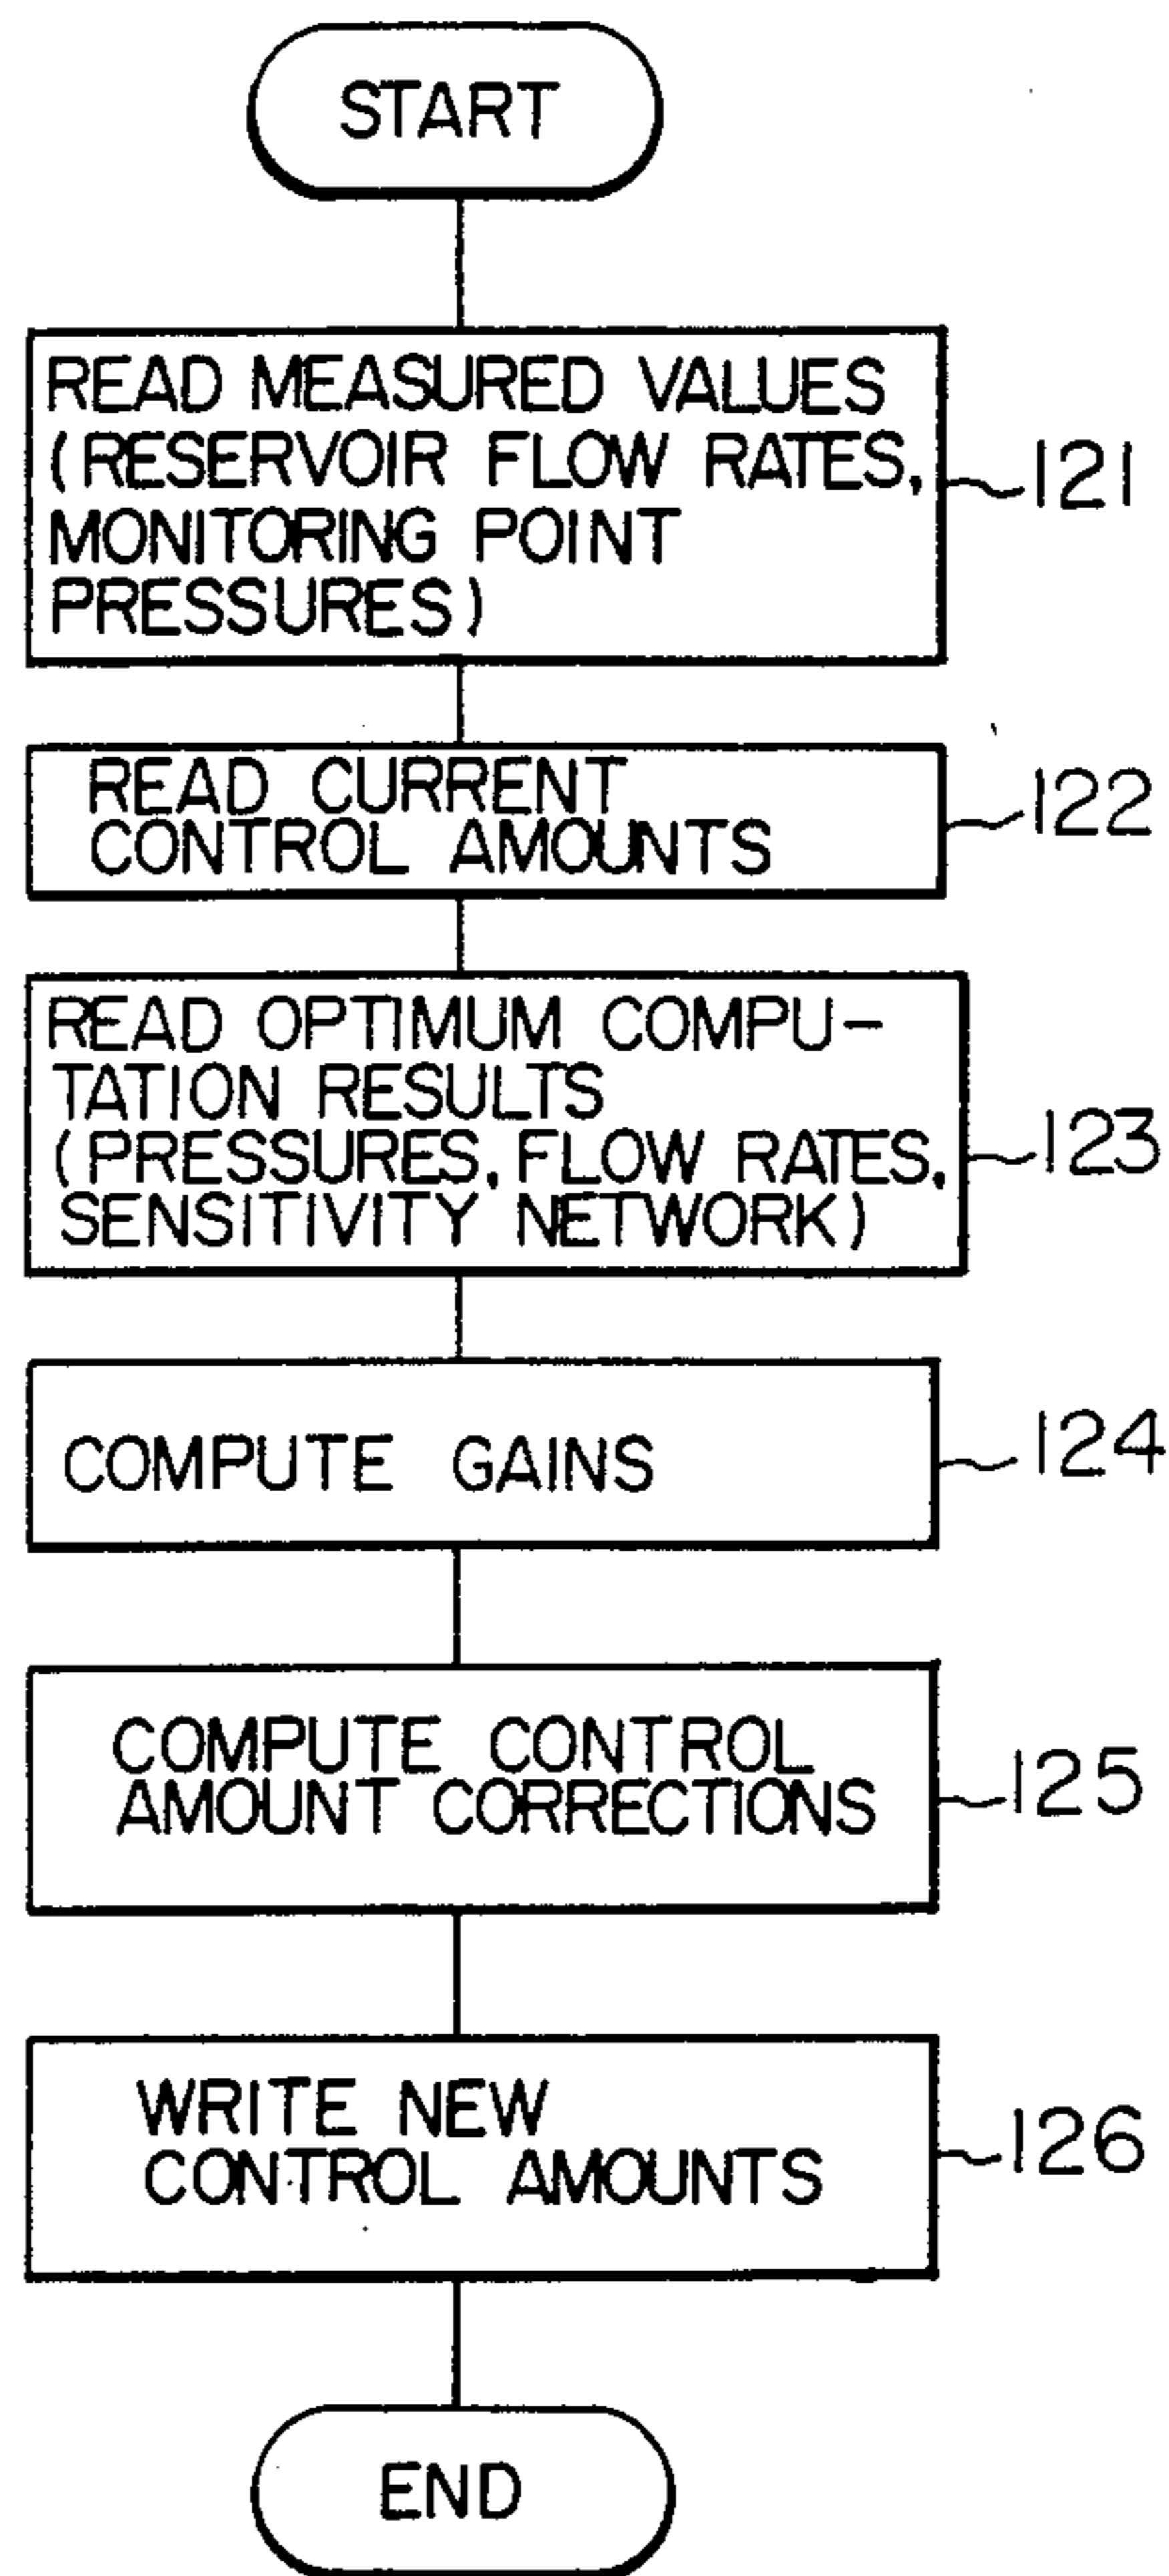 START
READ MEASURED VALUES
(RESERVOIR FLOW RATES,
MONITORING POINT
PRESSURES)
121
READ CURRENT
CONTROL AMOUNTS
122
READ OPTIMUM COMPU-
TATION RESULTS
(PRESSURES, FLOW RATES,
SENSITIVITY NETWORK)
123
COMPUTE GAINS
124
COMPUTE CONTROL
AMOUNT CORRECTIONS
125
WRITE NEW
CONTROL AMOUNTS
126
END